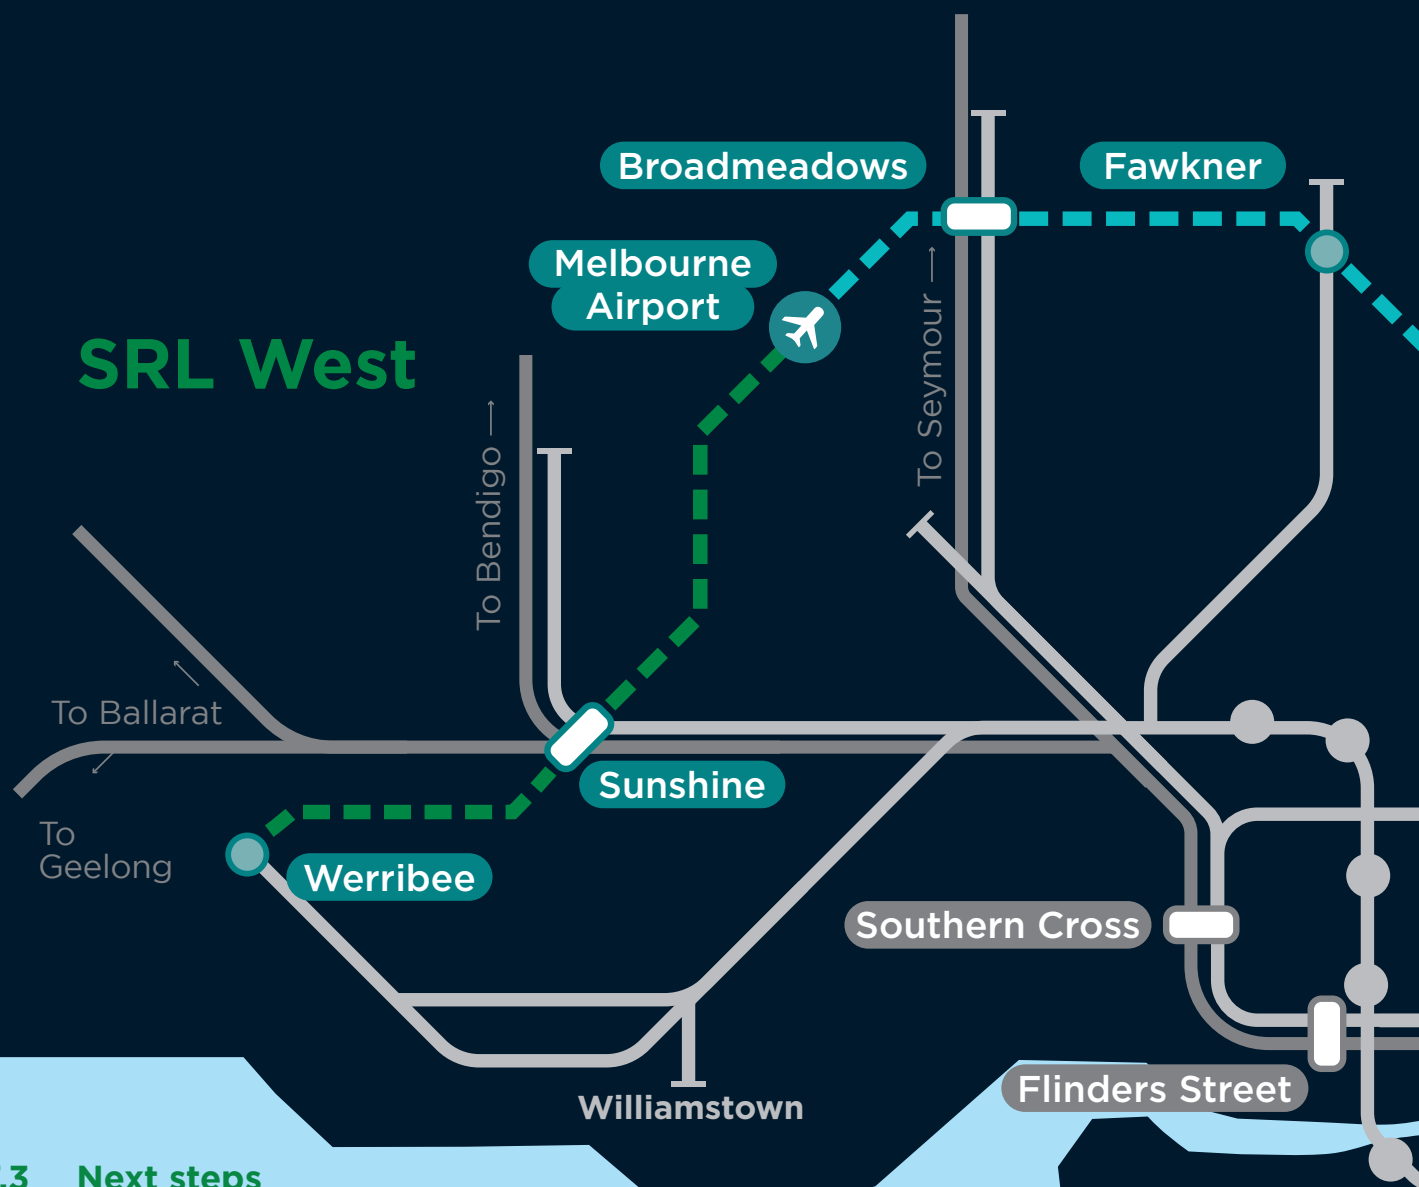 Broadmeadows
Fawkner
Melbourne
Airport
SRL West
To Seymour
To Bendigo
To Ballarat
Sunshine
To
Geelong
Werribee
Southern Cross
Flinders Street
Williamstown
.3 Next steps